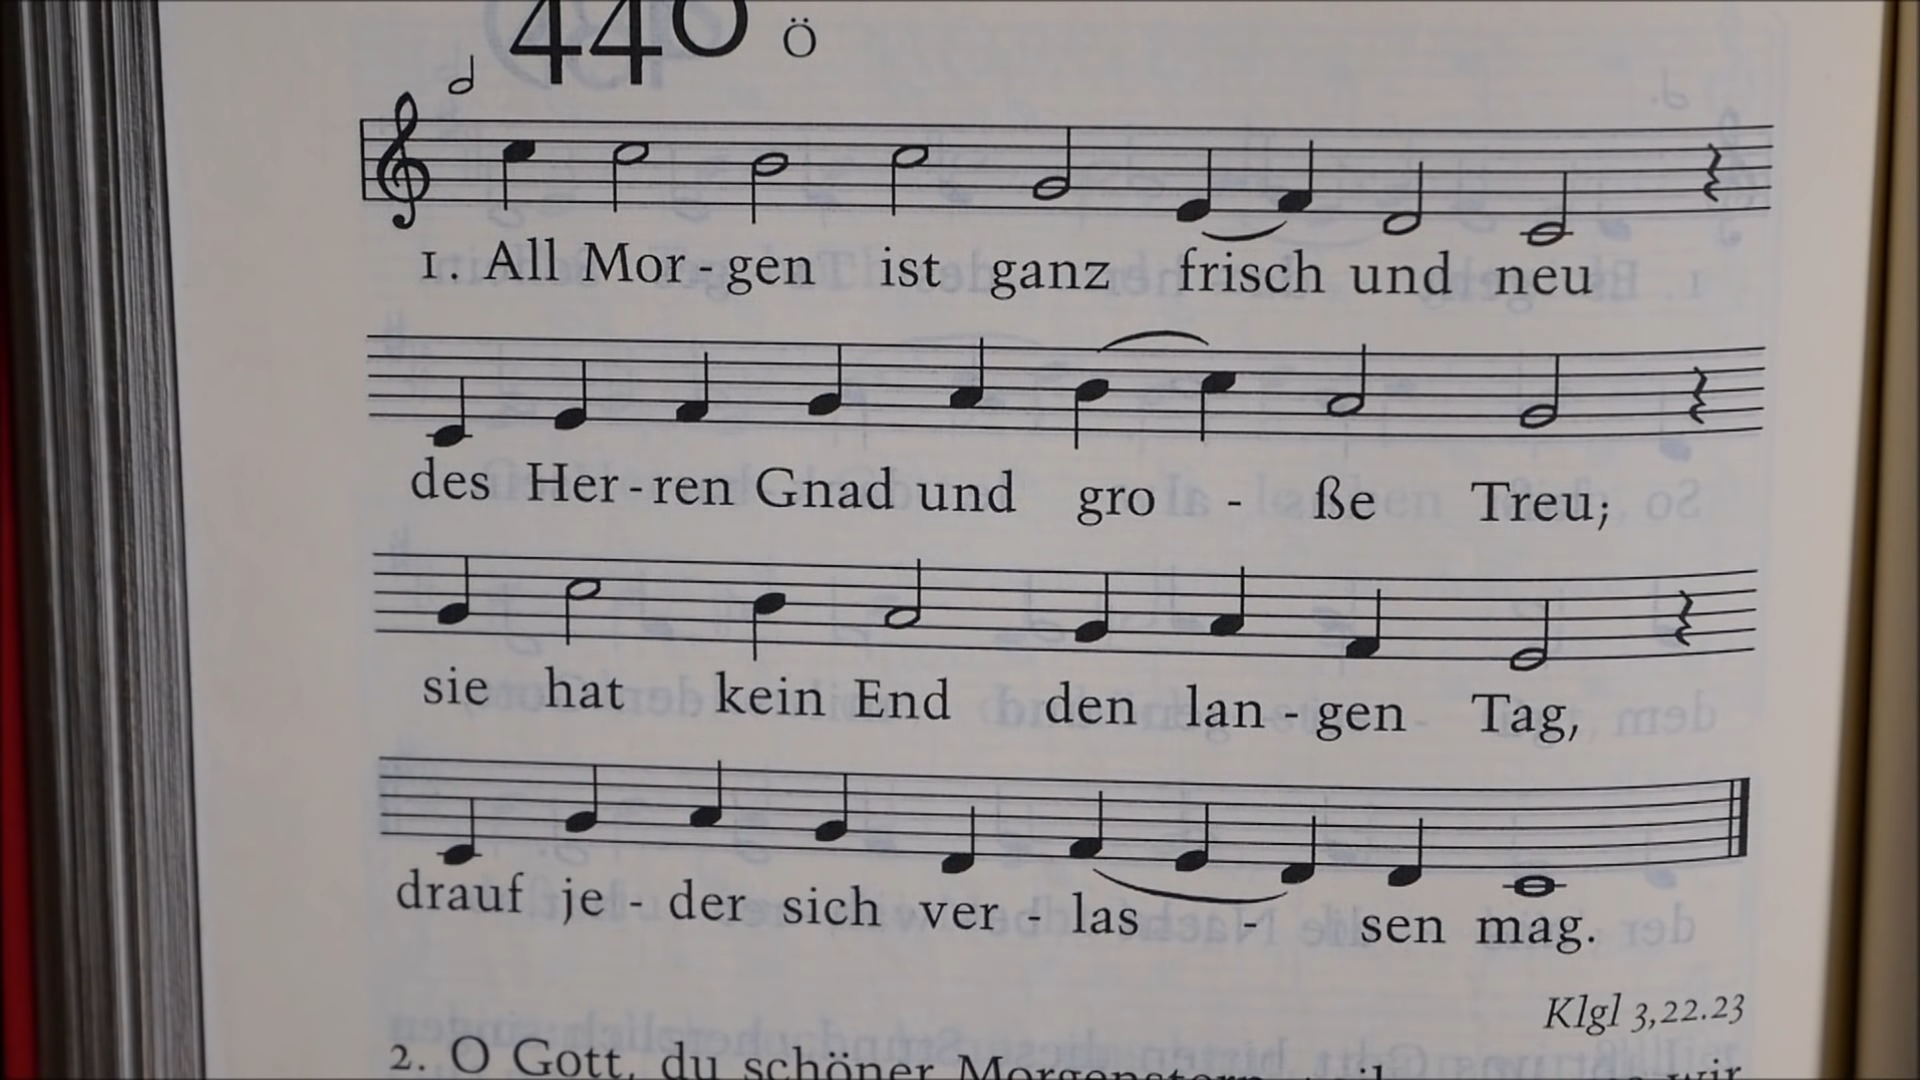 440 ö
1. All Mor - gen ist ganz frisch und neu
des Her - ren Gnad und gro - ße Treu;
sie hat kein End den lan - gen Tag,
drauf je - der sich ver - las - sen mag.
Klgl 3,22.23
2. O Gott, du schöner Morgenstern